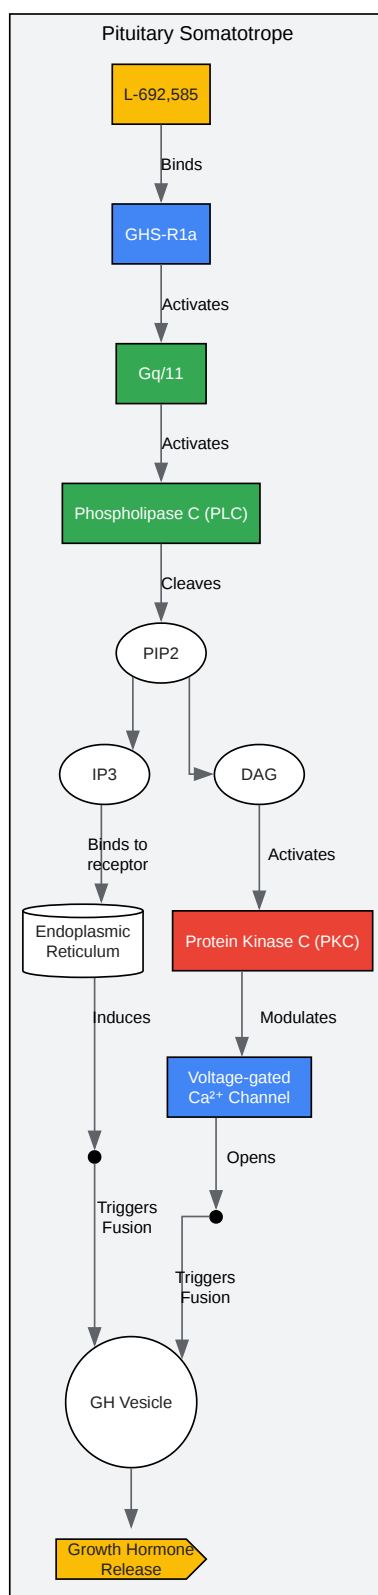 Pituitary Somatotrope
L-692,585
Binds
GHS-R1a
Activates
Gq/11
Activates
Phospholipase C (PLC)
Cleaves
PIP2
IP3
DAG
Binds to
receptor
Activates
Endoplasmic
Reticulum
Protein Kinase C (PKC)
Induces
Modulates
Voltage-gated
Ca²⁺ Channel
Opens
Triggers
Fusion
Triggers
Fusion
GH Vesicle
Growth Hormone
Release